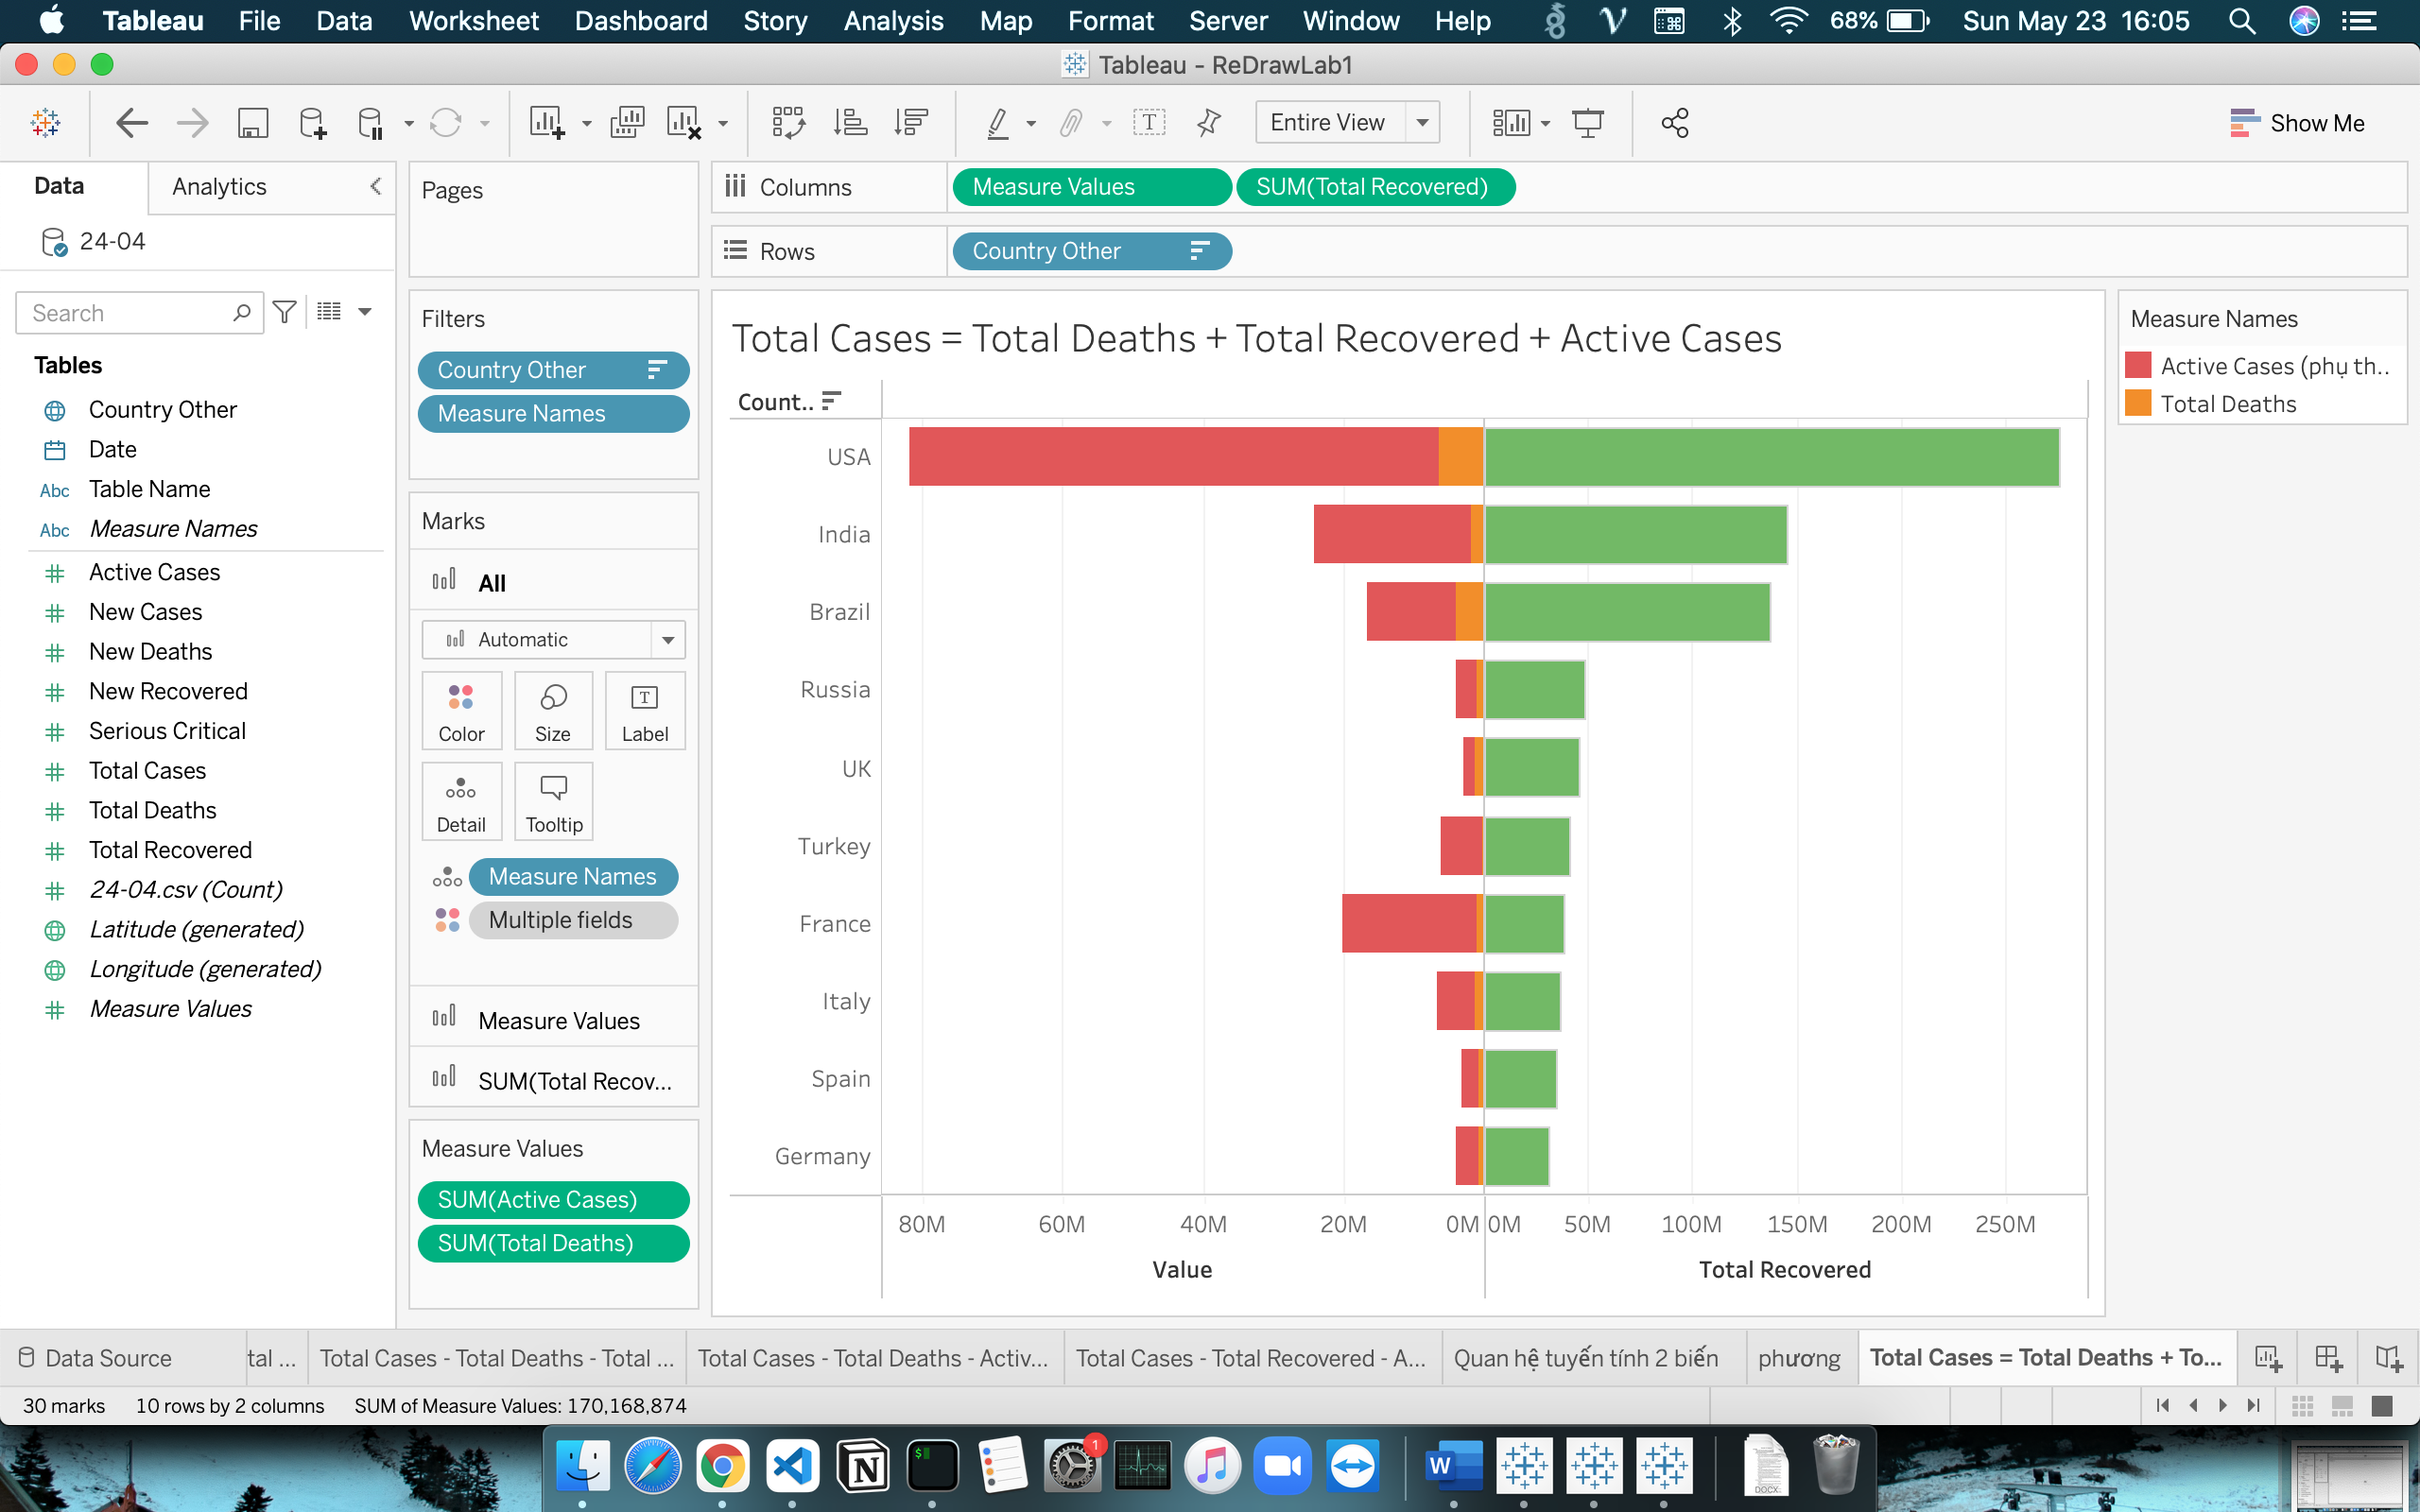 Tableau File Data Worksheet Dashboard Story Analysis Map Format Server Window Help 68% Sun May 23 16:05
Tableau - ReDrawLab1
Entire View
Show Me
Data Analytics
24-04
Search
Tables
Country Other
Date
Abc Table Name
Abc Measure Names
Active Cases
New Cases
New Deaths
New Recovered
Serious Critical
Total Cases
Total Deaths
Total Recovered
24-04.csv (Count)
Latitude (generated)
Longitude (generated)
Measure Values
Pages
Filters
Country Other
Measure Names
Marks
All
Automatic
Color Size Label
Detail Tooltip
Measure Names
Multiple fields
Measure Values
SUM(Total Recov...
Measure Values
SUM(Active Cases)
SUM(Total Deaths)
Columns Measure Values SUM(Total Recovered)
Rows Country Other
Total Cases = Total Deaths + Total Recovered + Active Cases
Count..
USA
India
Brazil
Russia
UK
Turkey
France
Italy
Spain
Germany
80M 60M 40M 20M 0M 0M 50M 100M 150M 200M 250M
Value Total Recovered
Measure Names
Active Cases (phụ th..
Total Deaths
Data Source tal ... Total Cases - Total Deaths - Total ... Total Cases - Total Deaths - Activ... Total Cases - Total Recovered - A... Quan hệ tuyến tính 2 biến phương Total Cases = Total Deaths + To...
30 marks 10 rows by 2 columns SUM of Measure Values: 170,168,874
1
W
DOCX